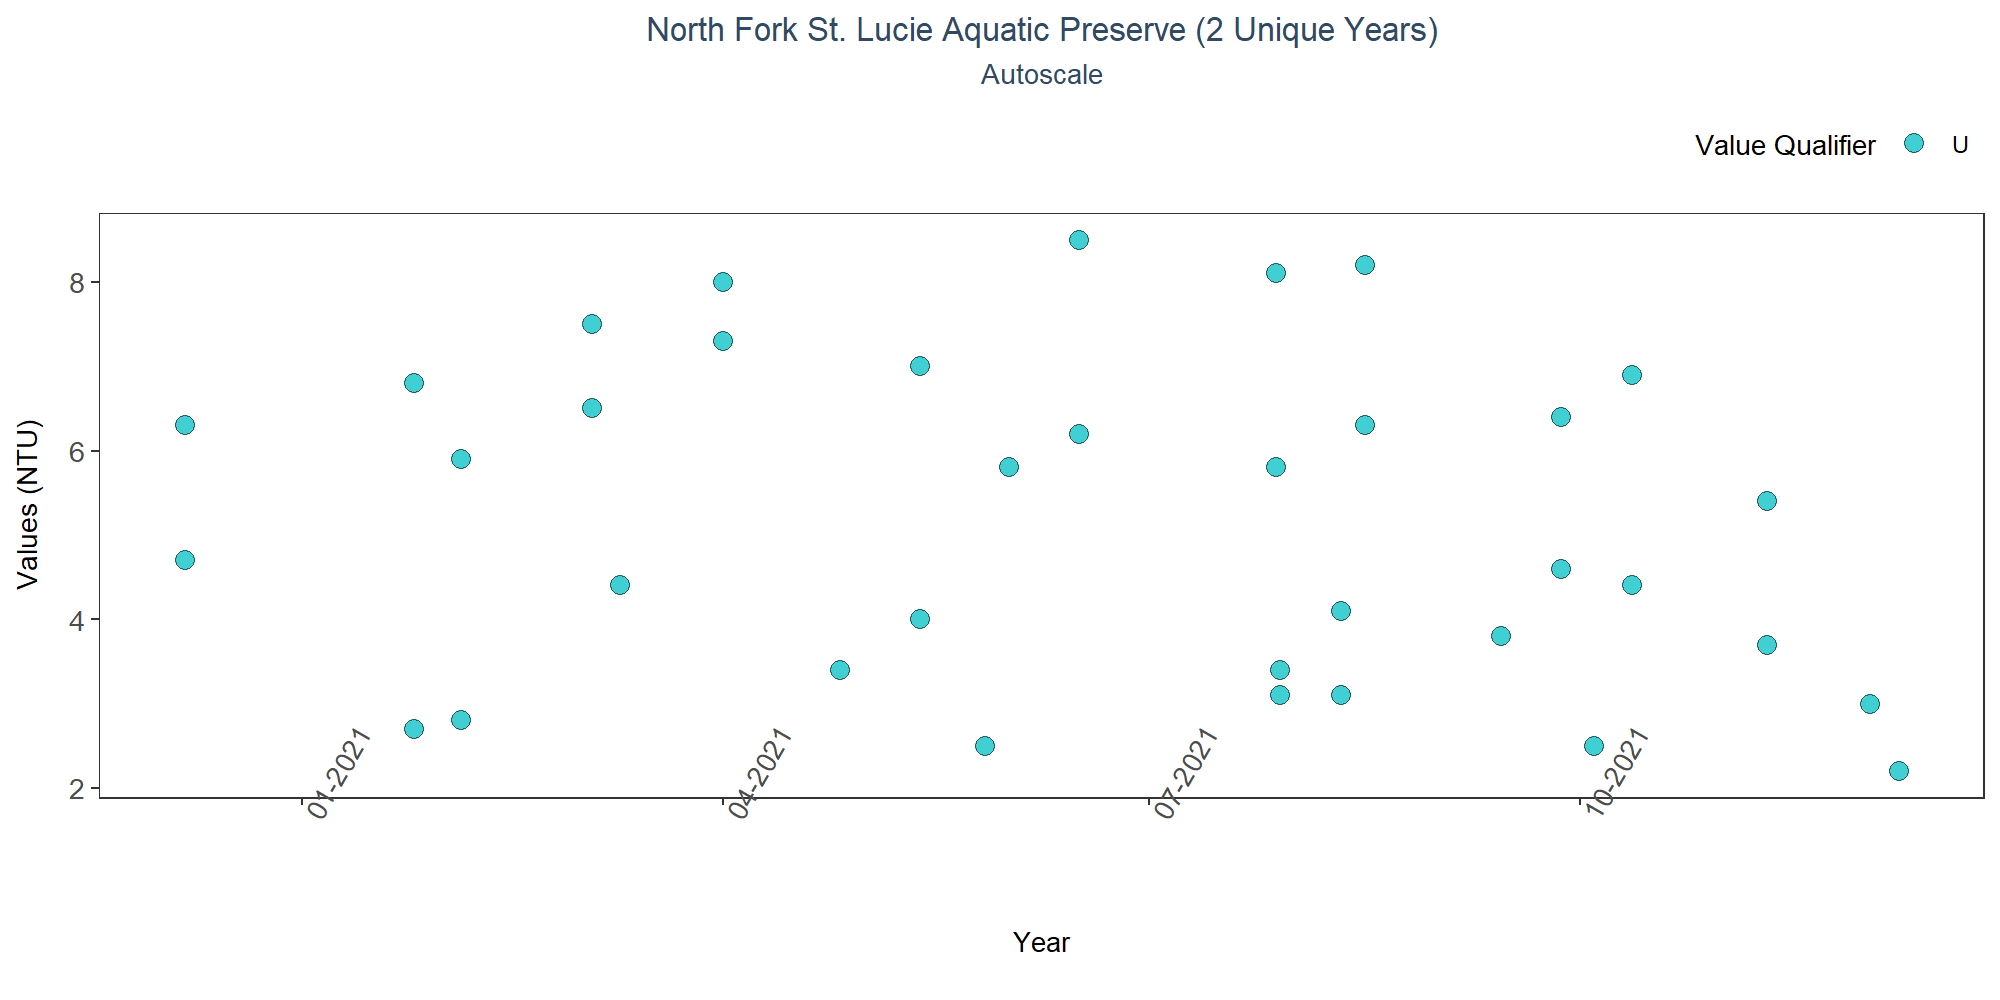 North Fork St. Lucie Aquatic Preserve (2 Unique Years)
Autoscale
Value Qualifier U
Values (NTU)
8
6
4
2
01-2021
04-2021
07-2021
10-2021
Year